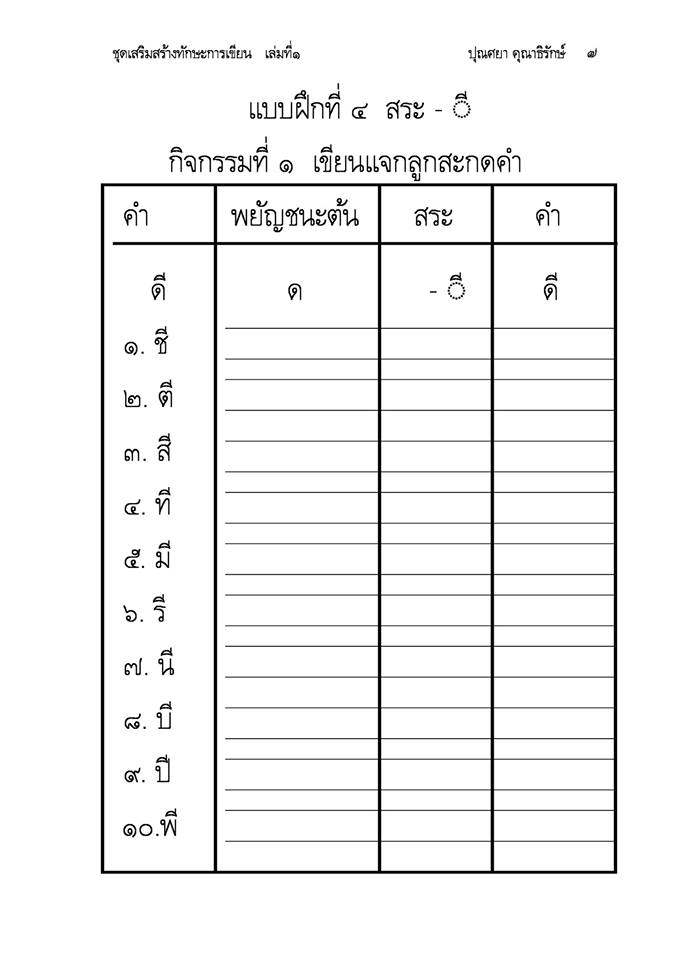 ชุดเสริมสร้างทักษะการเขียน เล่มที่๑ ปุณศยา คุณาธิรักษ์ ๗
แบบฝึกที่ ๔ สระ - ี
กิจกรรมที่ ๑ เขียนแจกลูกสะกดคำ
คำ พยัญชนะต้น สระ คำ
ดี ด - ี ดี
๑. ชี
๒. ตี
๓. สี
๔. ที
๕. มี
๖. รี
๗. นี
๘. บี
๙. ปี
๑๐.พี